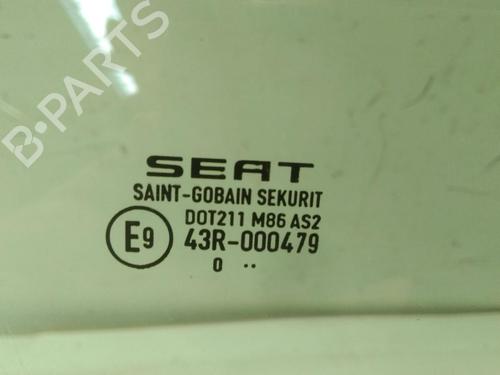 B-PARTS
SEAT
SAINT-GOBAIN SEKURIT
DOT211 M86 AS2
E9 43R-000479
0 ..